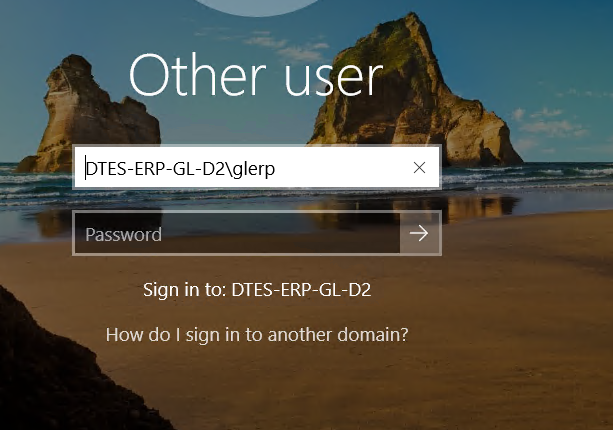 Other user
DTES-ERP-GL-D2\glerp
Password
Sign in to: DTES-ERP-GL-D2
How do I sign in to another domain?